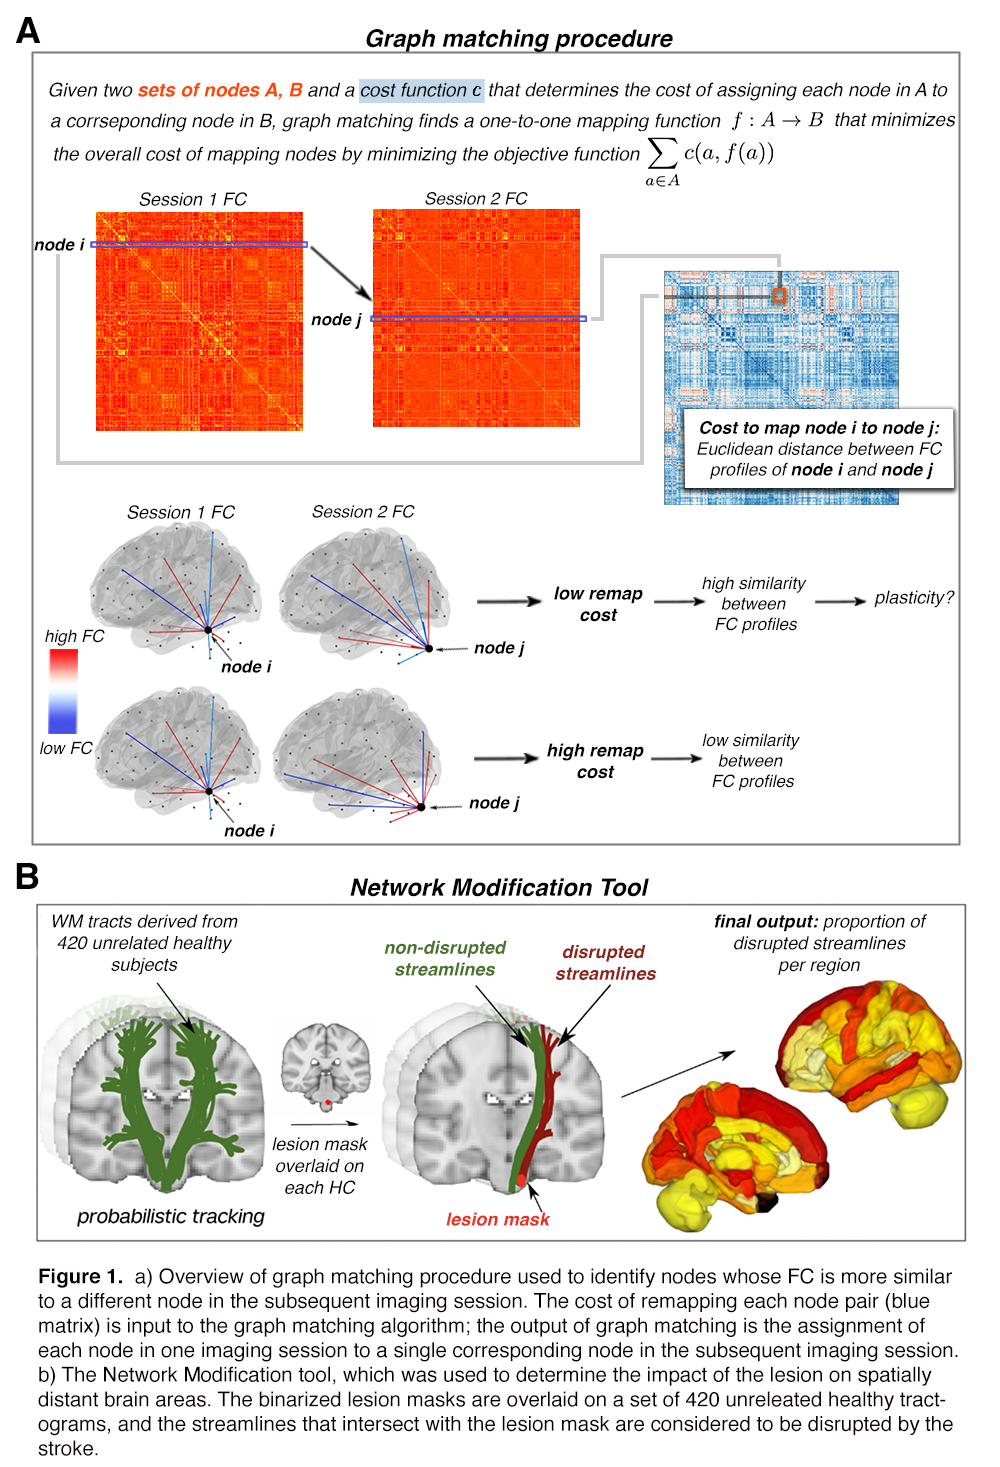 A
Graph matching procedure
Given two sets of nodes A, B and a cost function c that determines the cost of assigning each node in A to
a corrseponding node in B, graph matching finds a one-to-one mapping function f : A → B that minimizes
the overall cost of mapping nodes by minimizing the objective function ∑ c(a, f(a))
a∈A
Session 1 FC
Session 2 FC
node i
node j
Cost to map node i to node j:
Euclidean distance between FC
profiles of node i and node j
Session 1 FC
Session 2 FC
low remap
cost
high similarity
between
FC profiles
plasticity?
high FC
node i
node j
low FC
high remap
cost
low similarity
between
FC profiles
node j
node i
B
Network Modification Tool
WM tracts derived from
420 unrelated healthy
subjects
non-disrupted
streamlines
disrupted
streamlines
final output: proportion of
disrupted streamlines
per region
lesion mask
overlaid on
each HC
probabilistic tracking
lesion mask
Figure 1. a) Overview of graph matching procedure used to identify nodes whose FC is more similar
to a different node in the subsequent imaging session. The cost of remapping each node pair (blue
matrix) is input to the graph matching algorithm; the output of graph matching is the assignment of
each node in one imaging session to a single corresponding node in the subsequent imaging session.
b) The Network Modification tool, which was used to determine the impact of the lesion on spatially
distant brain areas. The binarized lesion masks are overlaid on a set of 420 unreleated healthy tract-
ograms, and the streamlines that intersect with the lesion mask are considered to be disrupted by the
stroke.